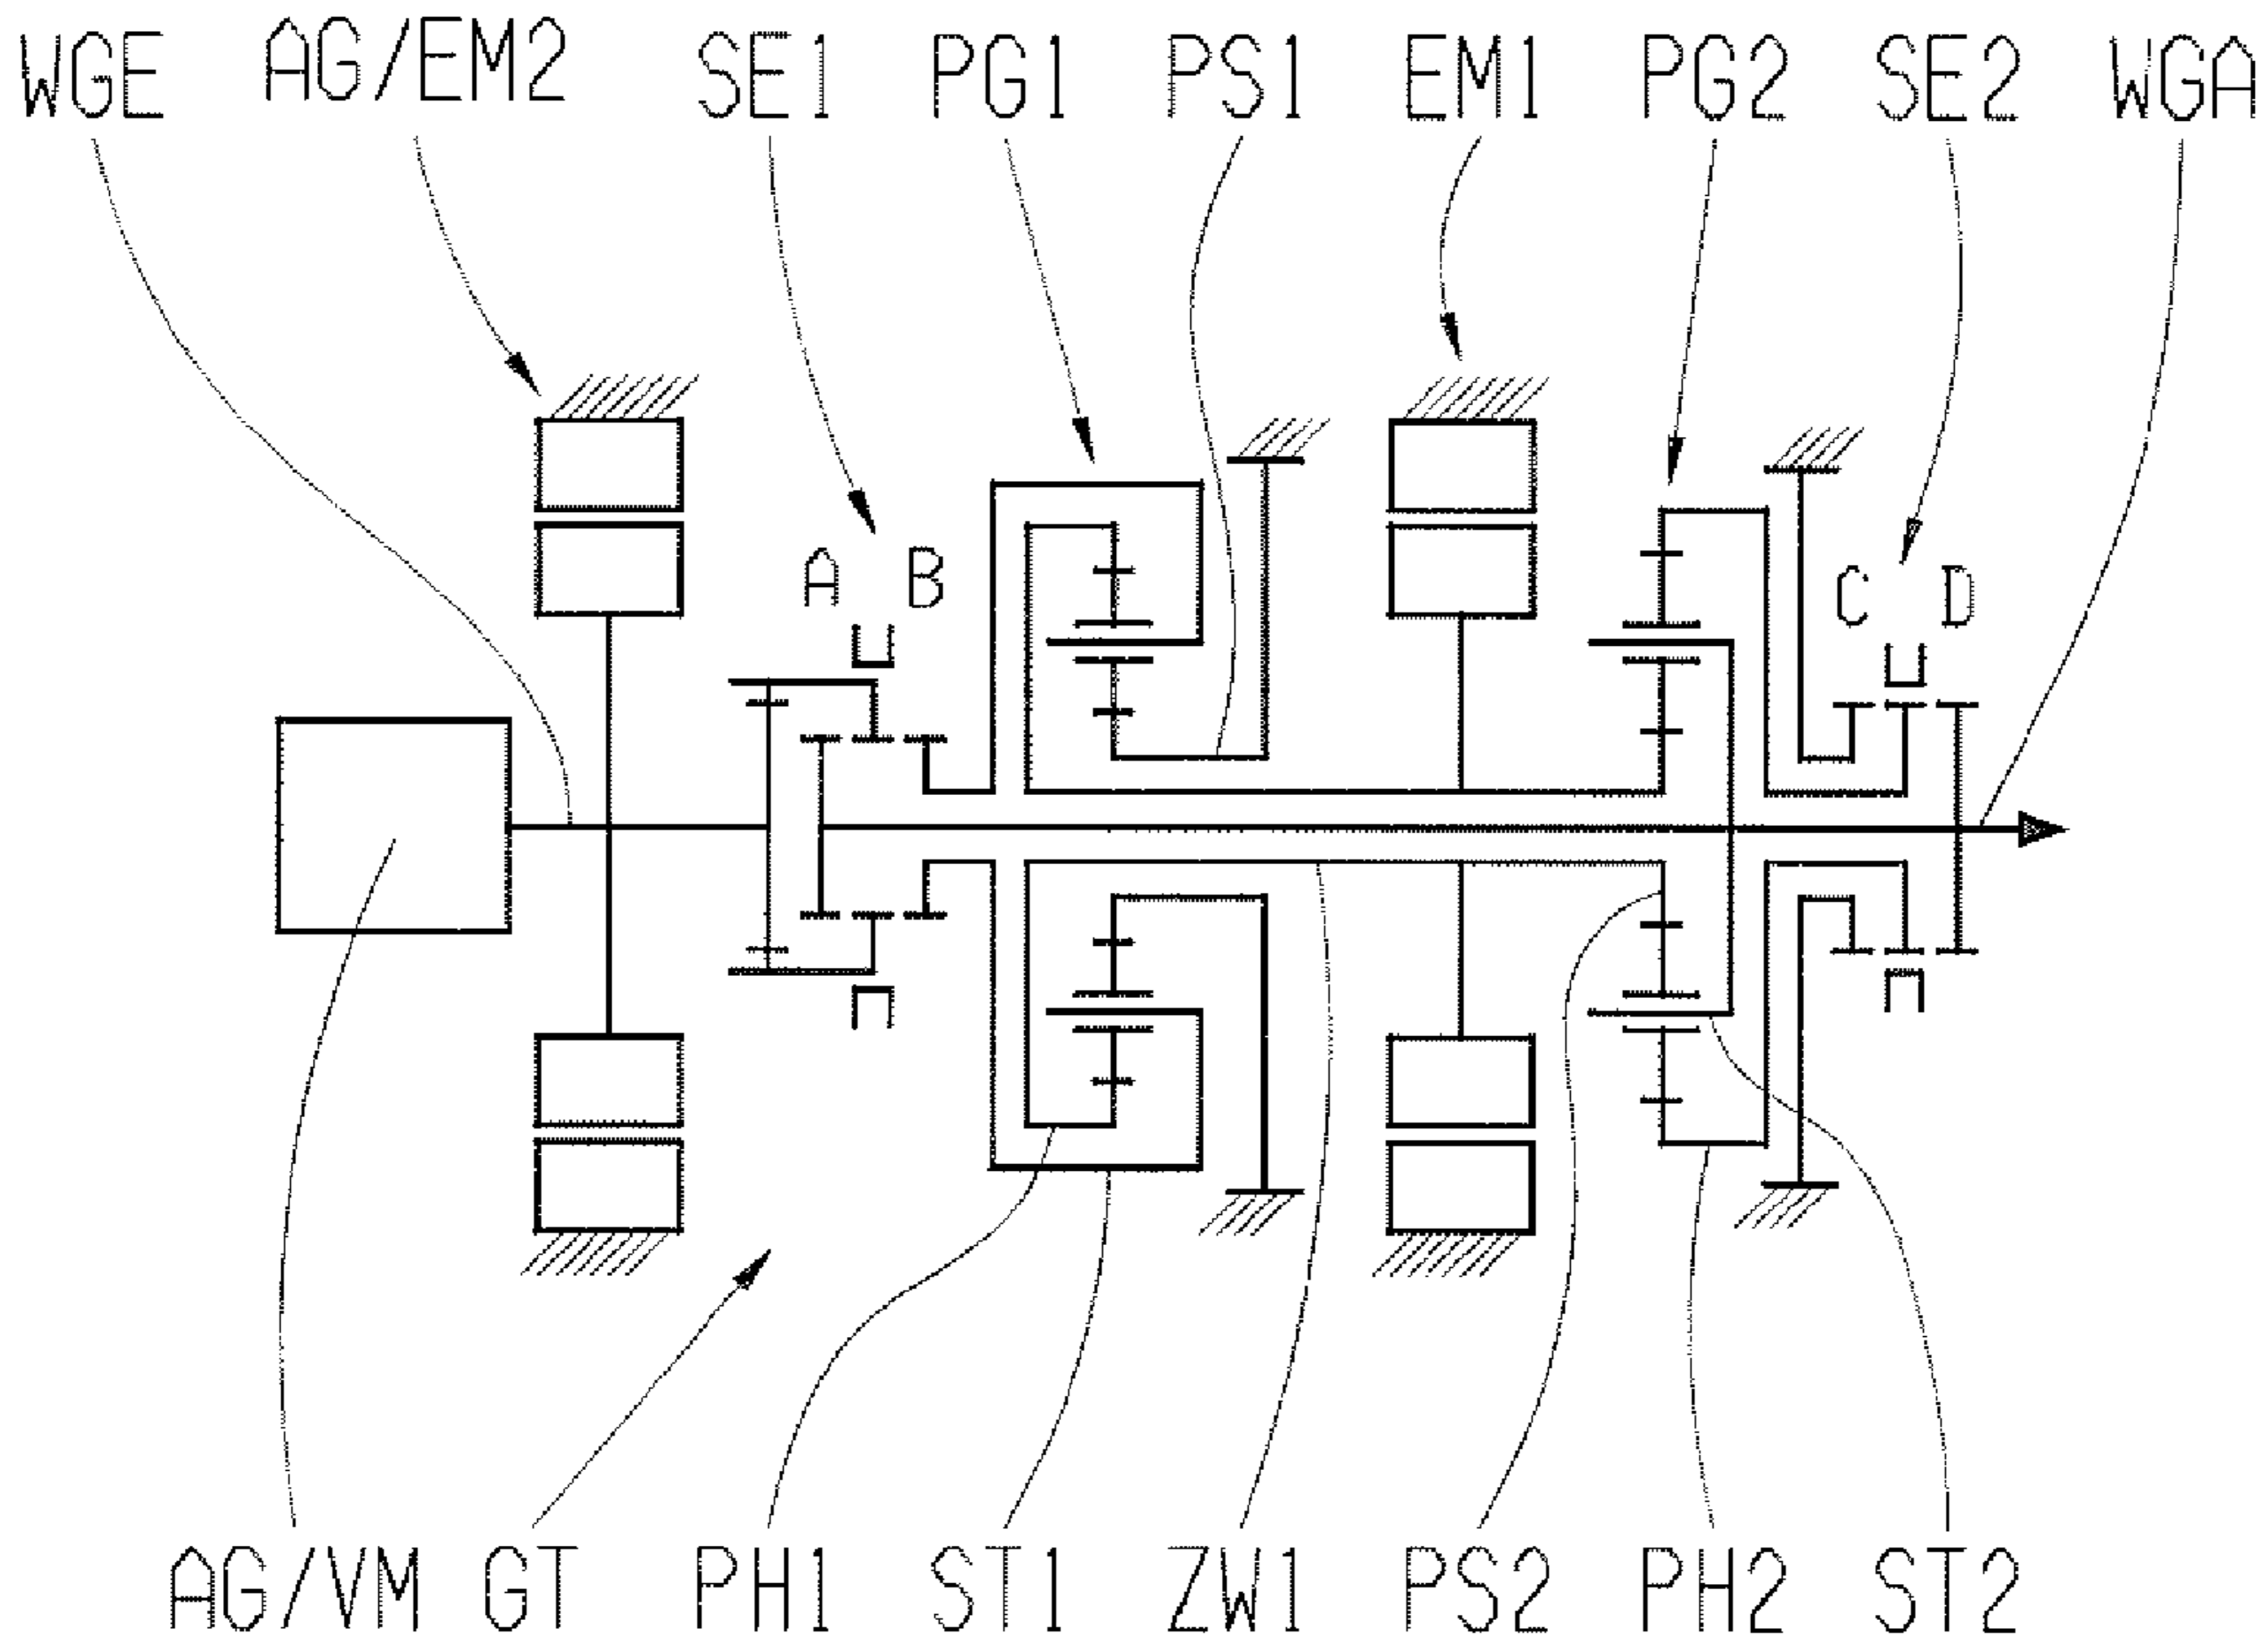 WGE AG/EM2 SE1 PG1 PS1 EM1 PG2 SE2 WGA
A B C D
AG/VM GT PH1 ST1 ZW1 PS2 PH2 ST2